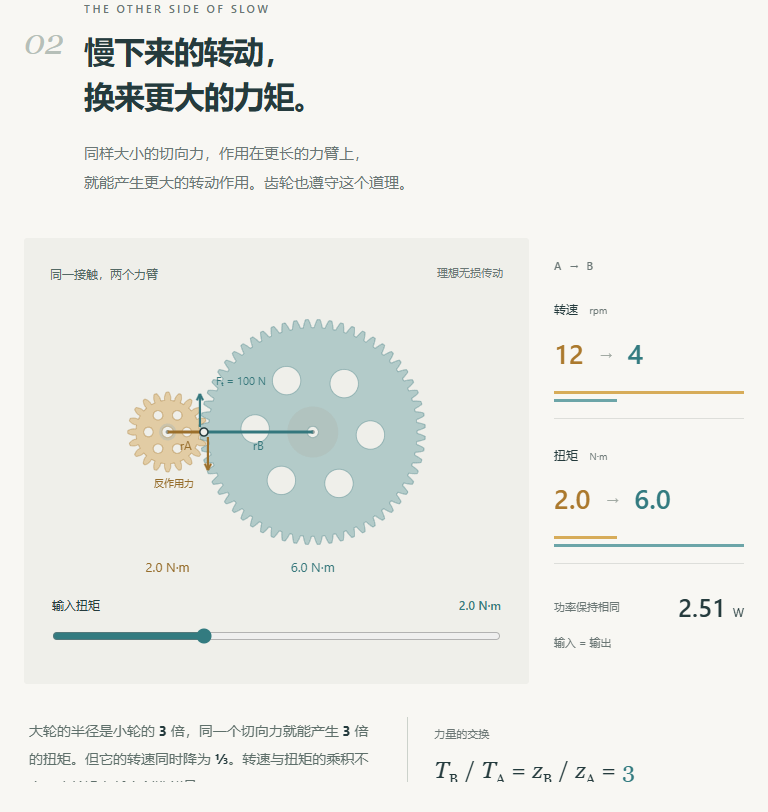 THE OTHER SIDE OF SLOW
02
慢下来的转动，
换来更大的力矩。
同样大小的切向力，作用在更长的力臂上，
就能产生更大的转动作用。齿轮也遵守这个道理。
同一接触，两个力臂
理想无损传动
Fₜ = 100 N
rA
rB
反作用力
2.0 N·m
6.0 N·m
输入扭矩
2.0 N·m
A → B
转速 rpm
12 → 4
扭矩 N·m
2.0 → 6.0
功率保持相同
2.51 W
输入 = 输出
大轮的半径是小轮的 3 倍，同一个切向力就能产生 3 倍
的扭矩。但它的转速同时降为 ⅓。转速与扭矩的乘积不
力量的交换
T_B / T_A = z_B / z_A = 3